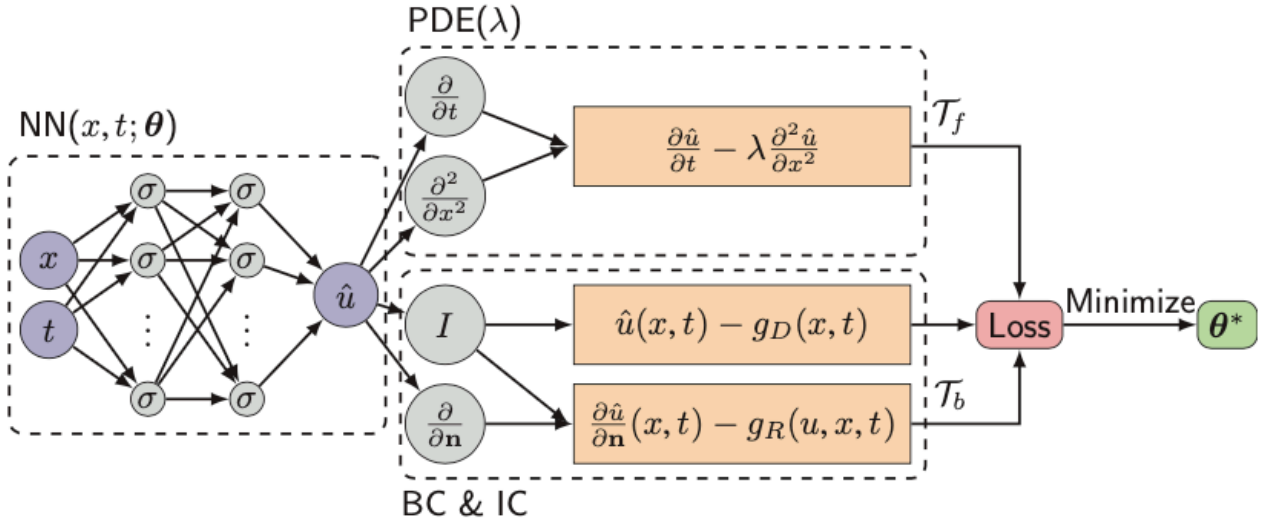 PDE(λ)
NN(x, t; θ)
∂/∂t
∂²/∂x²
∂û/∂t − λ ∂²û/∂x²
𝒯_f
σ σ
x
σ σ
t
⋮ ⋮
σ σ
û
I
û(x, t) − g_D(x, t)
Loss
Minimize
θ*
∂/∂n
∂û/∂n (x, t) − g_R(u, x, t)
𝒯_b
BC & IC